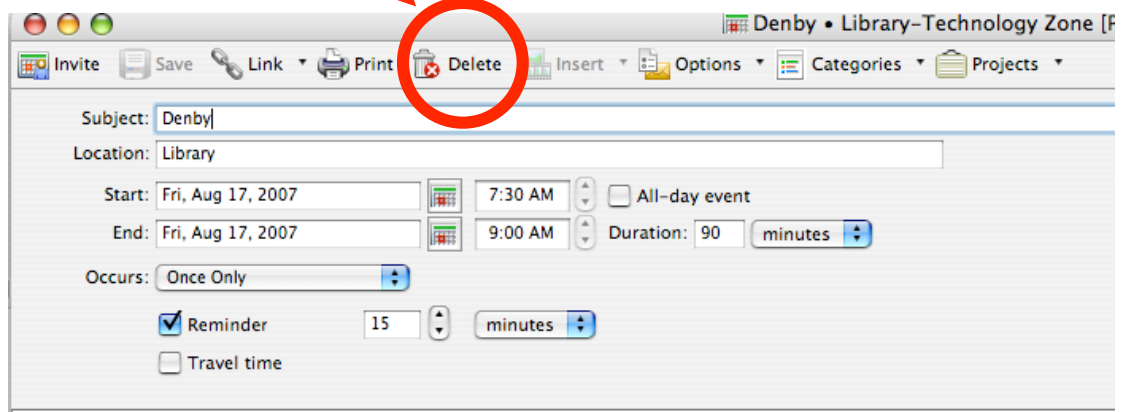 Denby • Library-Technology Zone [
Invite Save Link Print Delete Insert Options Categories Projects
Subject: Denby
Location: Library
Start: Fri, Aug 17, 2007 7:30 AM All-day event
End: Fri, Aug 17, 2007 9:00 AM Duration: 90 minutes
Occurs: Once Only
Reminder 15 minutes
Travel time